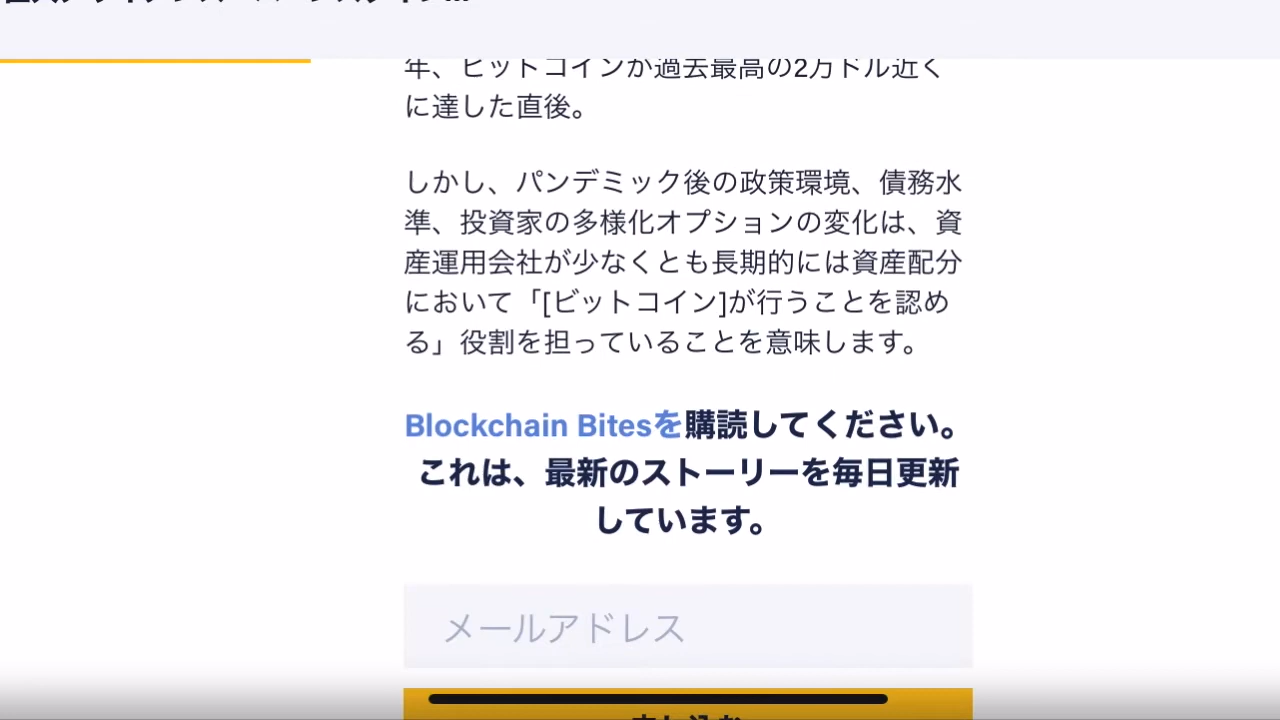 年、ビットコインが過去最高の2万ドル近く
に達した直後。
しかし、パンデミック後の政策環境、債務水
準、投資家の多様化オプションの変化は、資
産運用会社が少なくとも長期的には資産配分
において「[ビットコイン]が行うことを認め
る」役割を担っていることを意味します。
Blockchain Bitesを購読してください。
これは、最新のストーリーを毎日更新
しています。
メールアドレス
申し込む